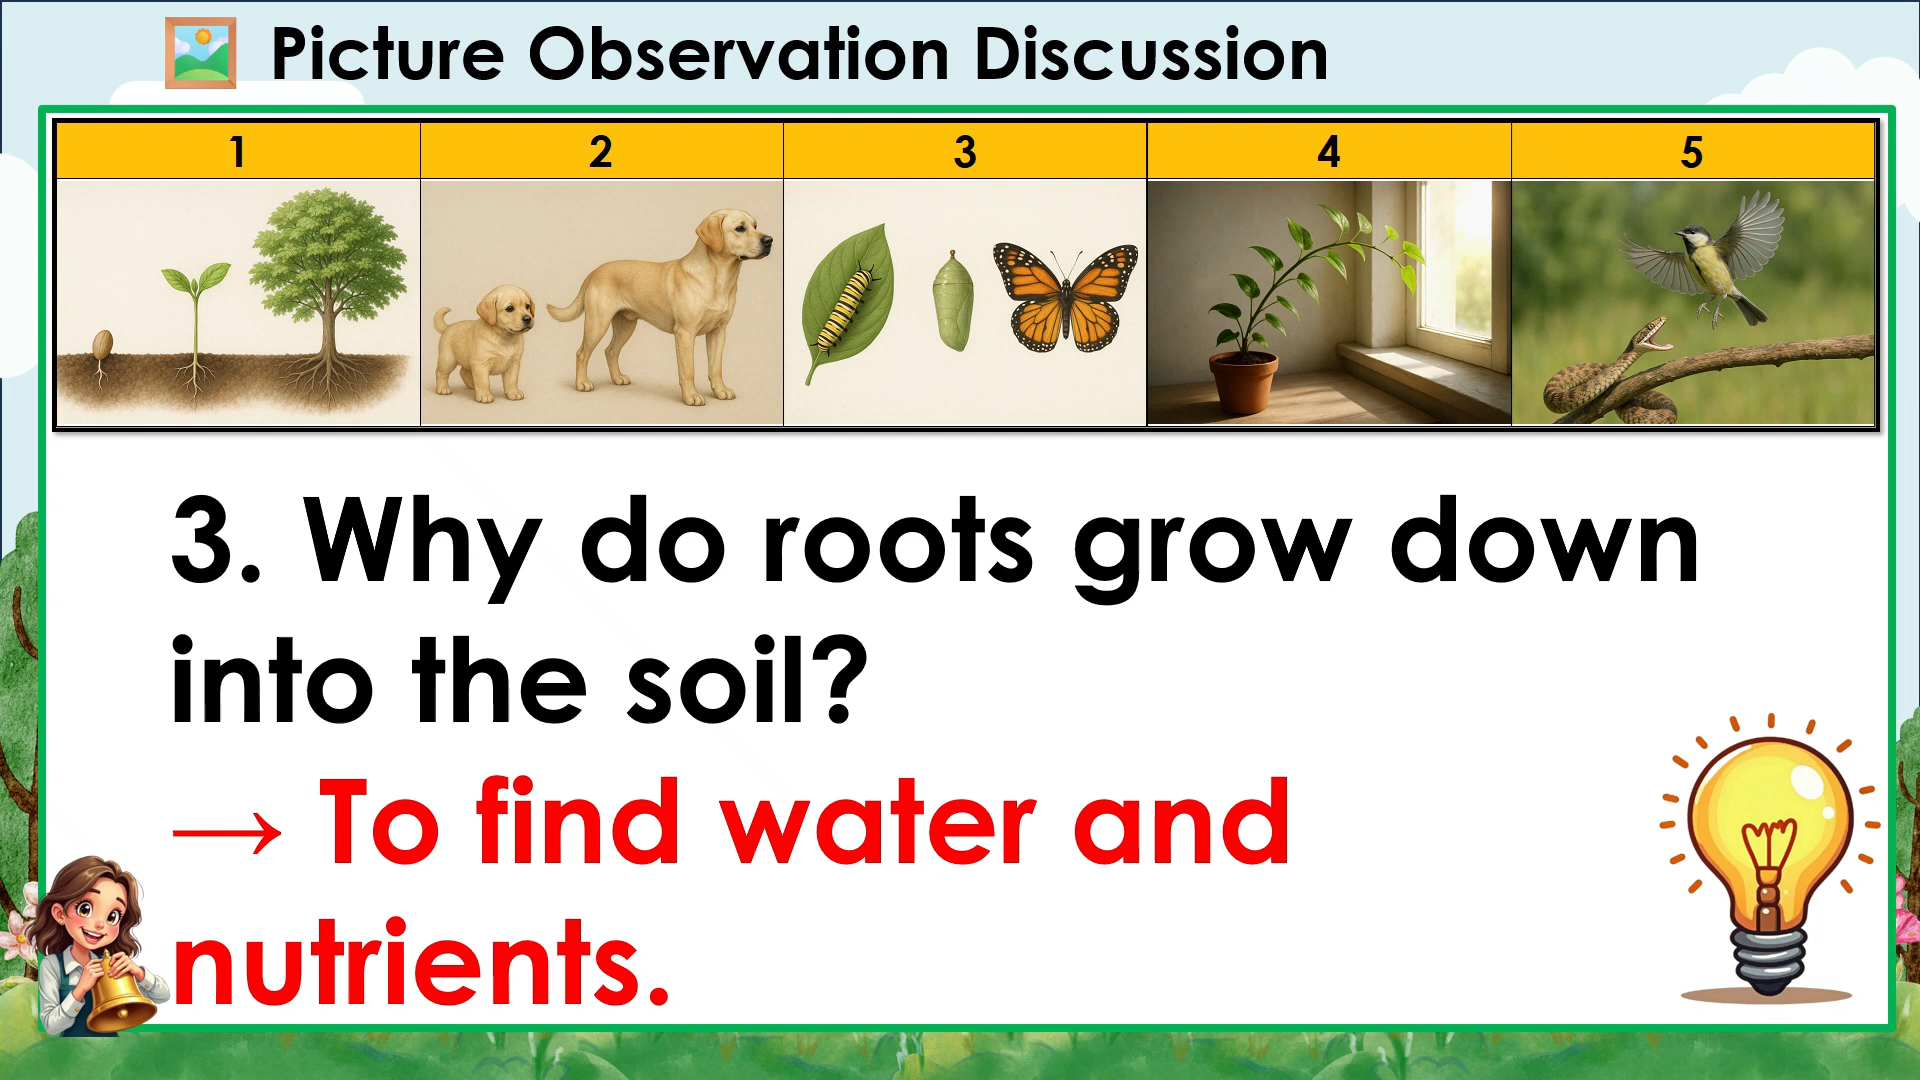 Picture Observation Discussion
1 2 3 4 5
3. Why do roots grow down
into the soil?
→ To find water and
nutrients.